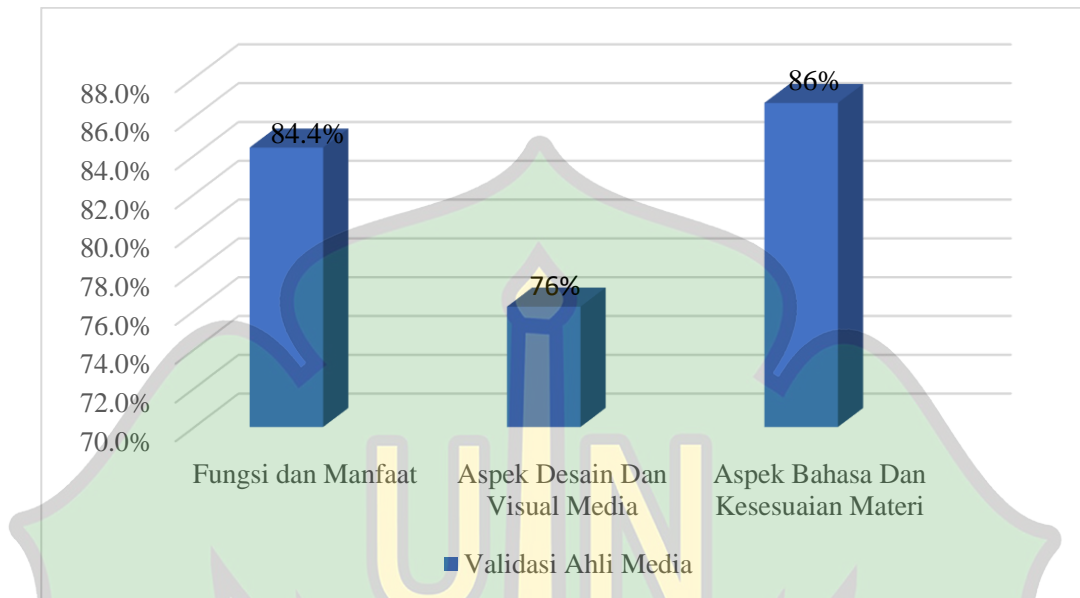 88.0%
86.0%
84.0%
82.0%
80.0%
78.0%
76.0%
74.0%
72.0%
70.0%
84.4%
76%
86%
Fungsi dan Manfaat
Aspek Desain Dan
Visual Media
Aspek Bahasa Dan
Kesesuaian Materi
Validasi Ahli Media
UIN